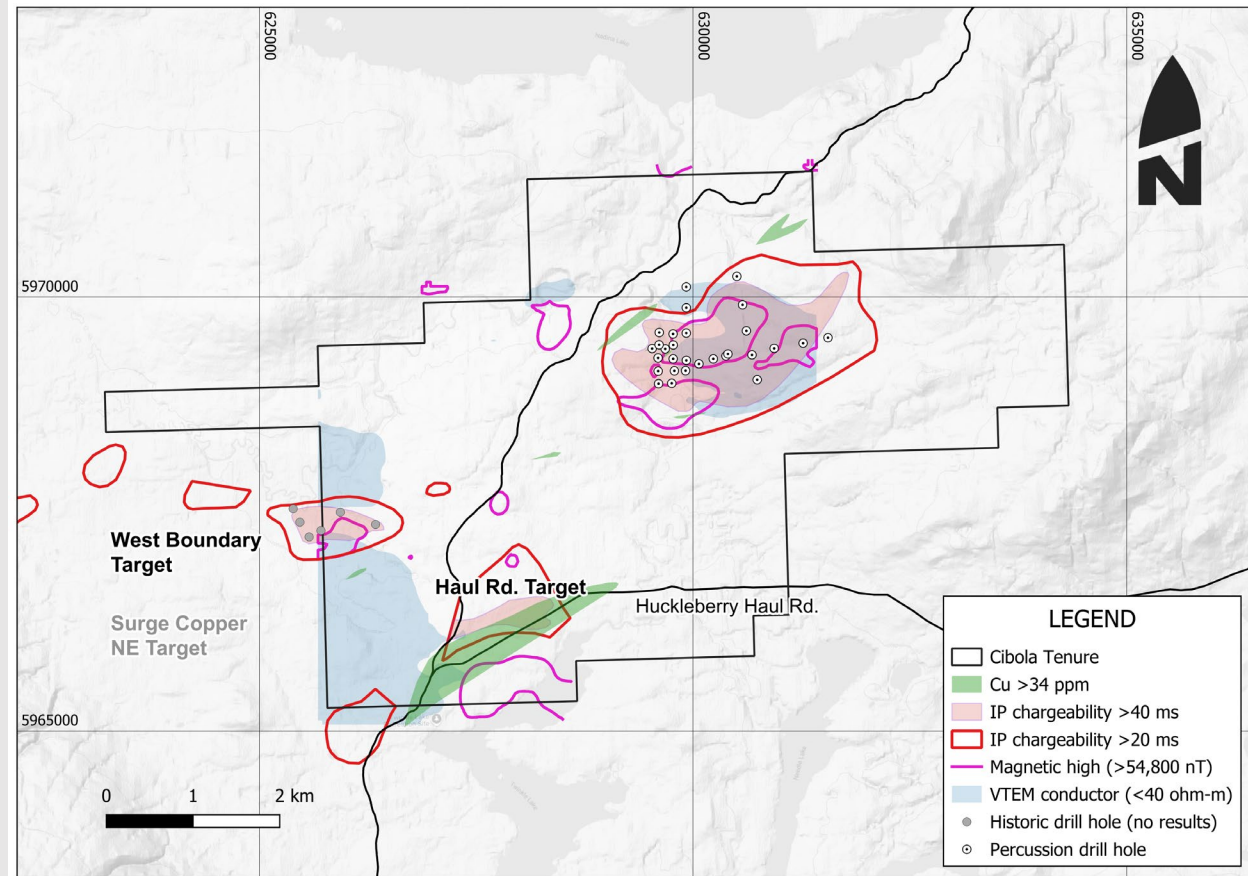 625000
630000
635000
N
5970000
West Boundary
Target
Haul Rd. Target
Huckleberry Haul Rd.
Surge Copper
NE Target
5965000
0 1 2 km
LEGEND
Cibola Tenure
Cu >34 ppm
IP chargeability >40 ms
IP chargeability >20 ms
Magnetic high (>54,800 nT)
VTEM conductor (<40 ohm-m)
Historic drill hole (no results)
Percussion drill hole